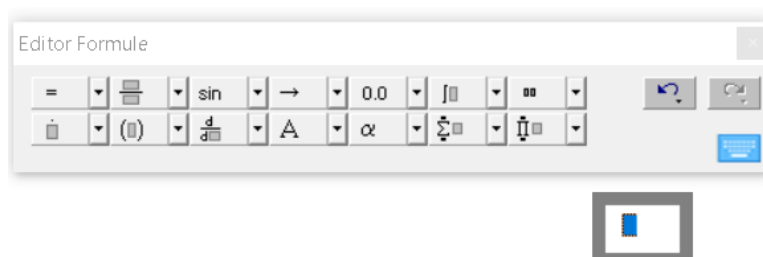 Editor Formule
= sin → 0.0 ∫
(▯) d/d A α Σ Π